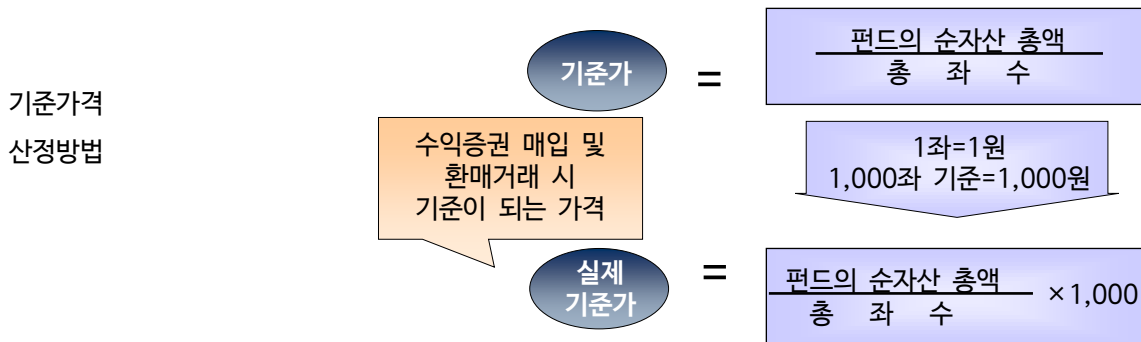 기준가격
산정방법
기준가
=
펀드의 순자산 총액
총 좌 수
수익증권 매입 및
환매거래 시
기준이 되는 가격
1좌=1원
1,000좌 기준=1,000원
실제
기준가
=
펀드의 순자산 총액
총 좌 수
×1,000